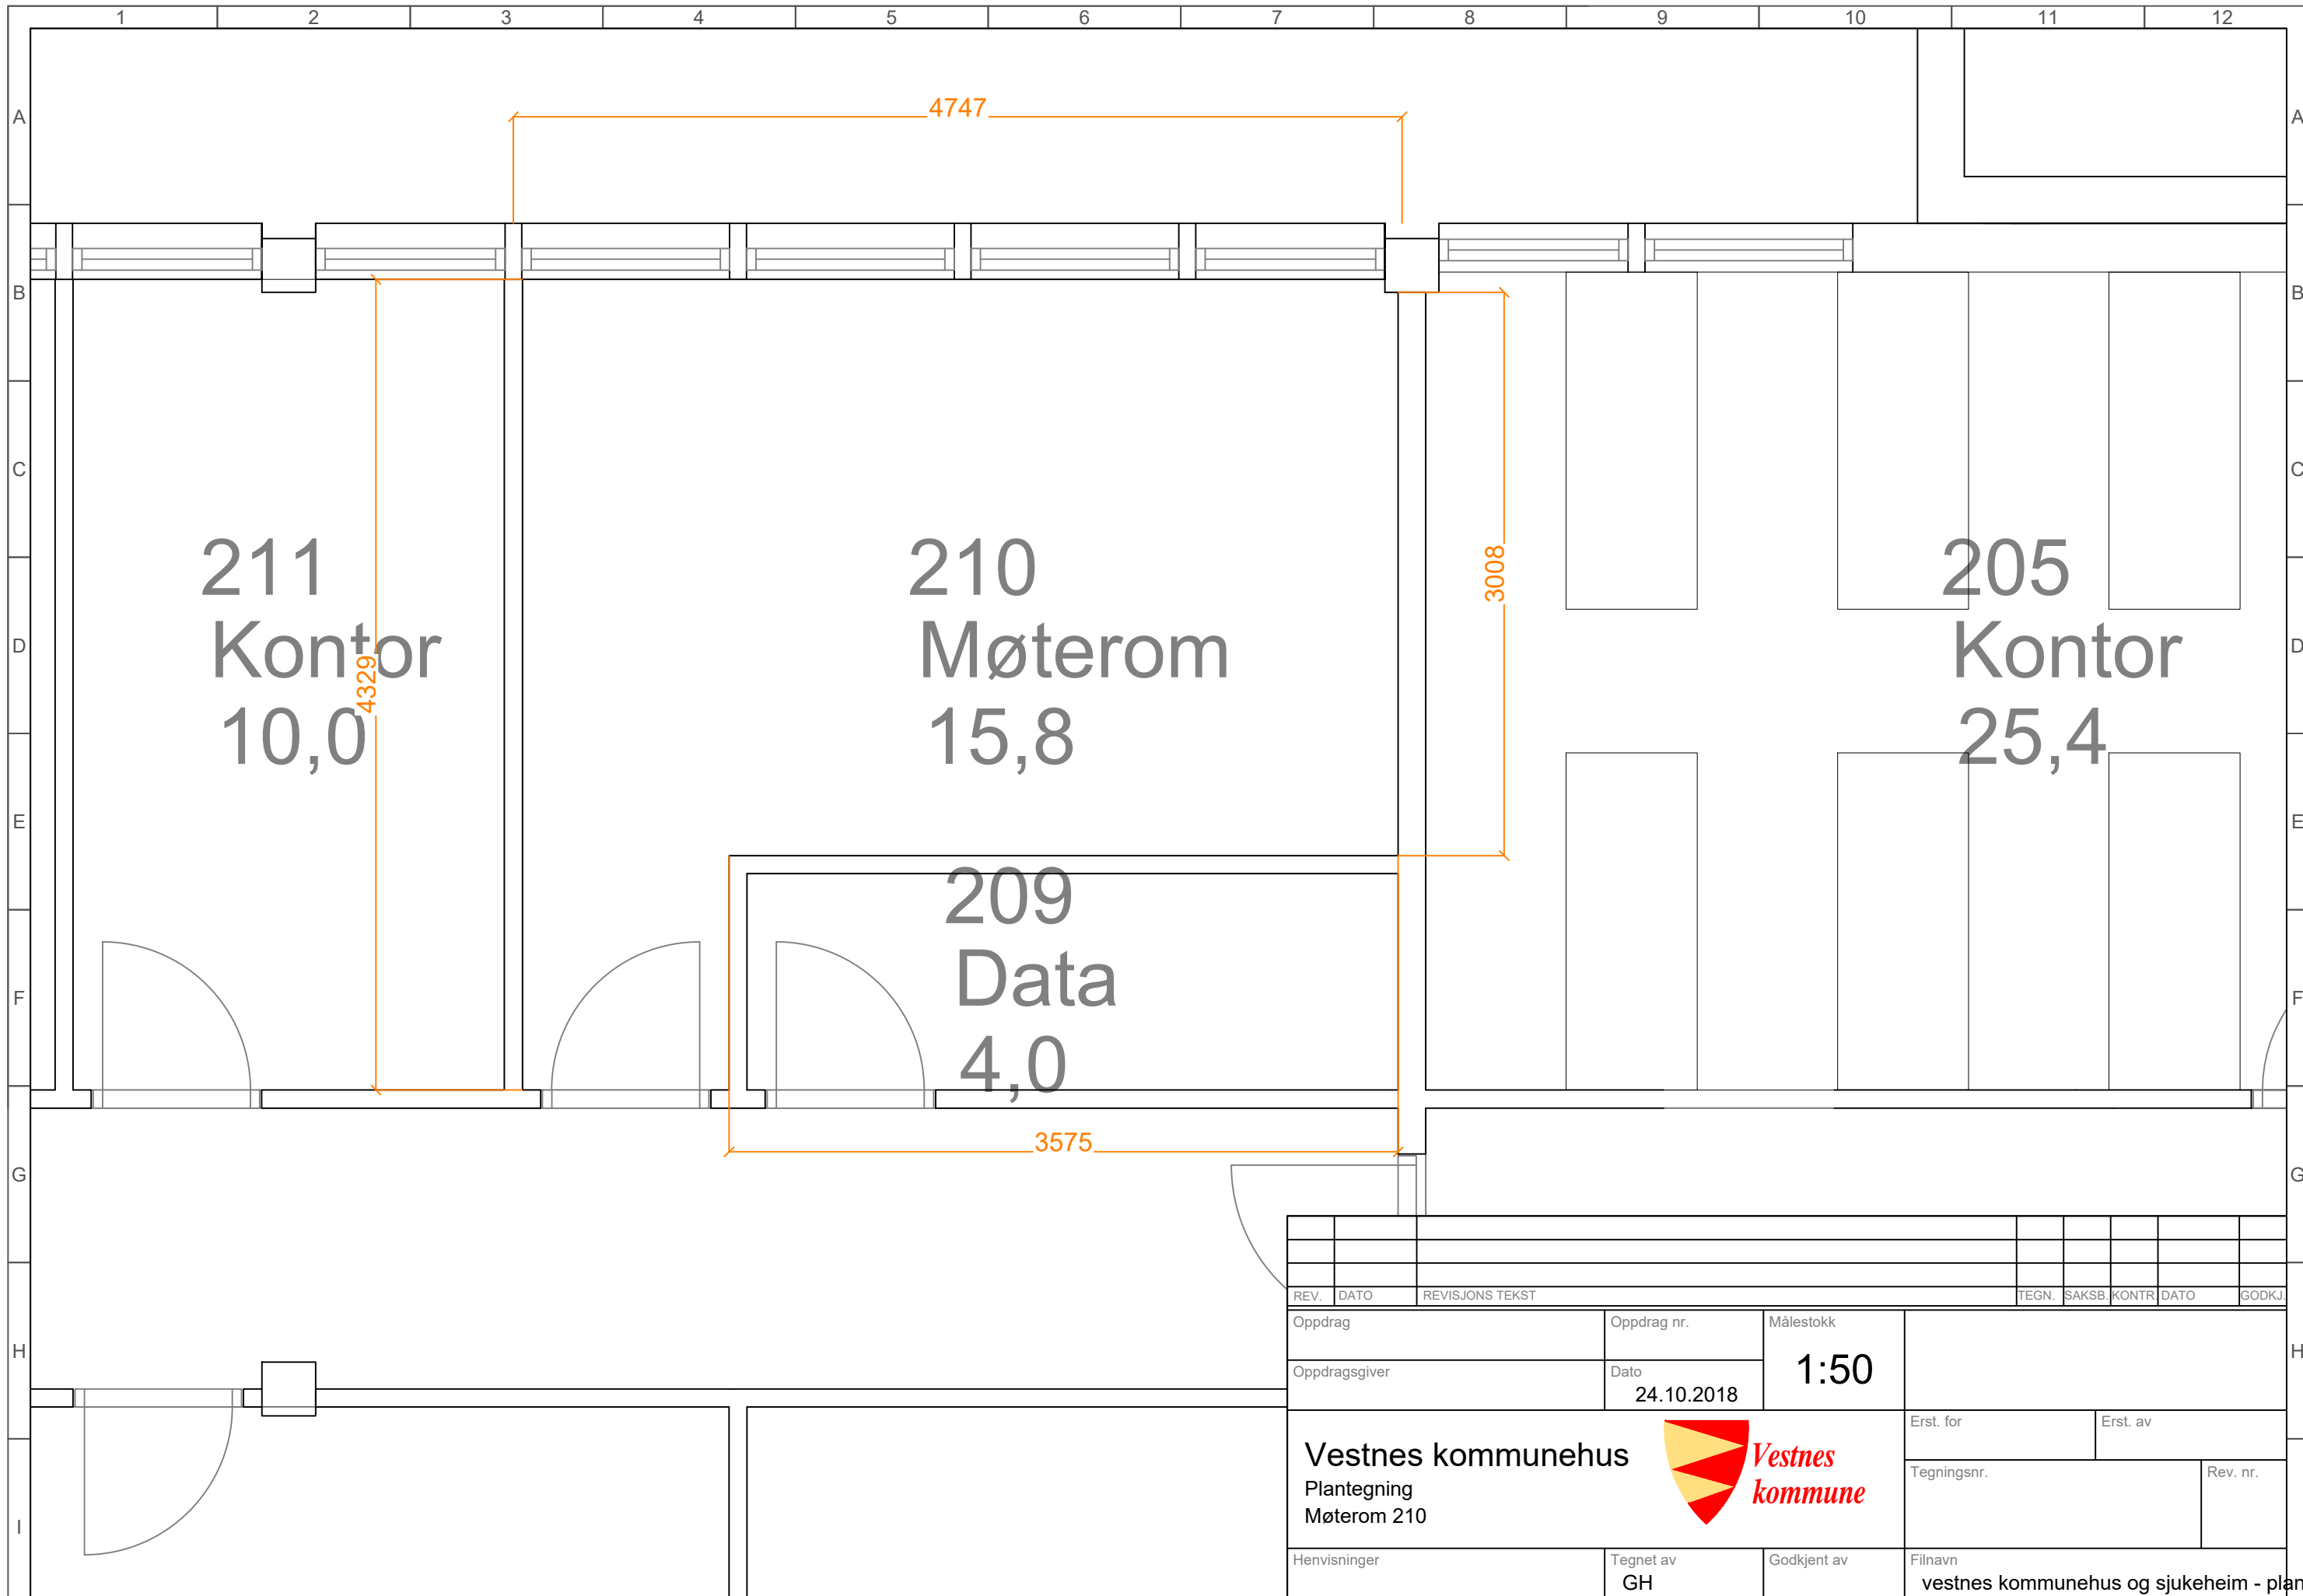 1 2 3 4 5 6 7 8 9 10 11 12
A A
4747
B B
C C
211
Kontor
10,0
4329
210
Møterom
15,8
3008
205
Kontor
25,4
D D
E E
209
Data
4,0
F F
3575
G G
REV. DATO REVISJONS TEKST TEGN. SAKSB. KONTR. DATO GODKJ.
Oppdrag
Oppdrag nr.
Målestokk
1:50
H H
Oppdragsgiver
Dato
24.10.2018
Vestnes kommunehus
Plantegning
Møterom 210
Vestnes
kommune
Erst. for
Erst. av
Tegningsnr.
Rev. nr.
I
Henvisninger
Tegnet av
GH
Godkjent av
Filnavn
vestnes kommunehus og sjukeheim - plan